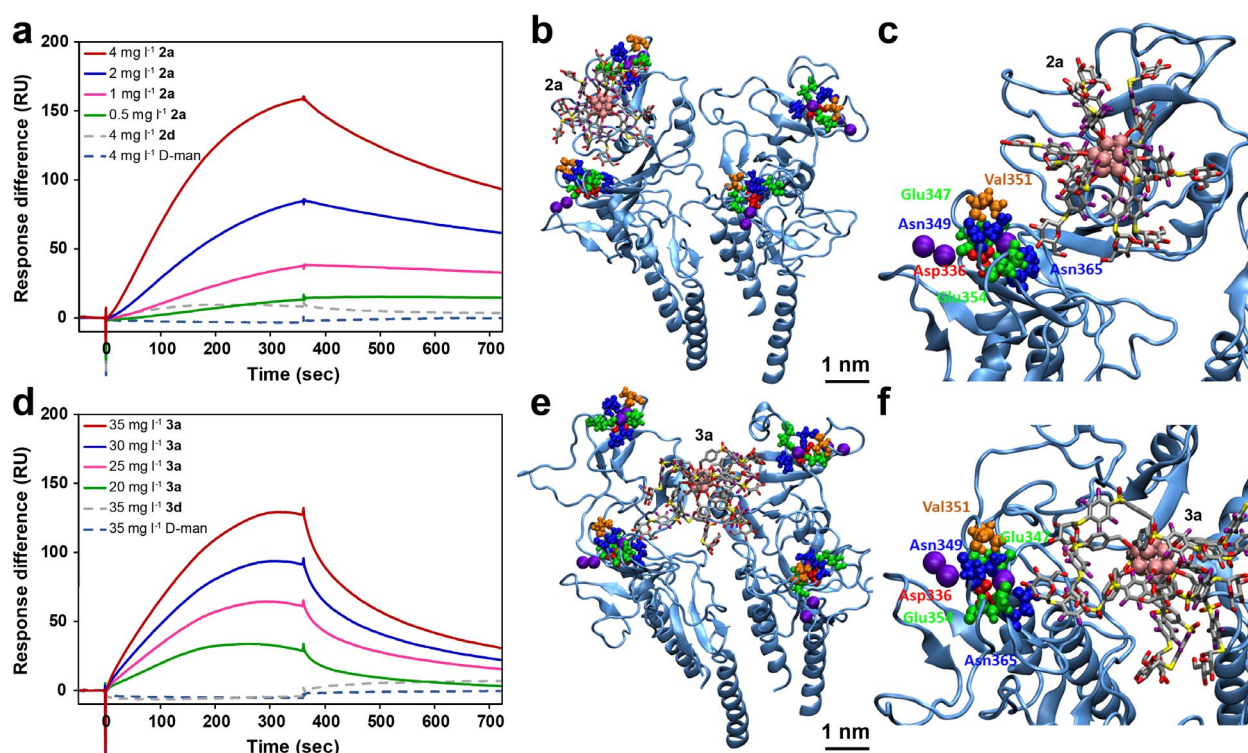 a
200
150
100
50
0
Response difference (RU)
4 mg l⁻¹ 2a
2 mg l⁻¹ 2a
1 mg l⁻¹ 2a
0.5 mg l⁻¹ 2a
4 mg l⁻¹ 2d
4 mg l⁻¹ D-man
0 100 200 300 400 500 600 700
Time (sec)
b
2a
1 nm
c
2a
Val351
Glu347
Asn349
Asp336
Asn365
Glu354
d
200
150
100
50
0
Response difference (RU)
35 mg l⁻¹ 3a
30 mg l⁻¹ 3a
25 mg l⁻¹ 3a
20 mg l⁻¹ 3a
35 mg l⁻¹ 3d
35 mg l⁻¹ D-man
0 100 200 300 400 500 600 700
Time (sec)
e
3a
1 nm
f
3a
Val351
Asn349
Glu347
Asp336
Glu354
Asn365